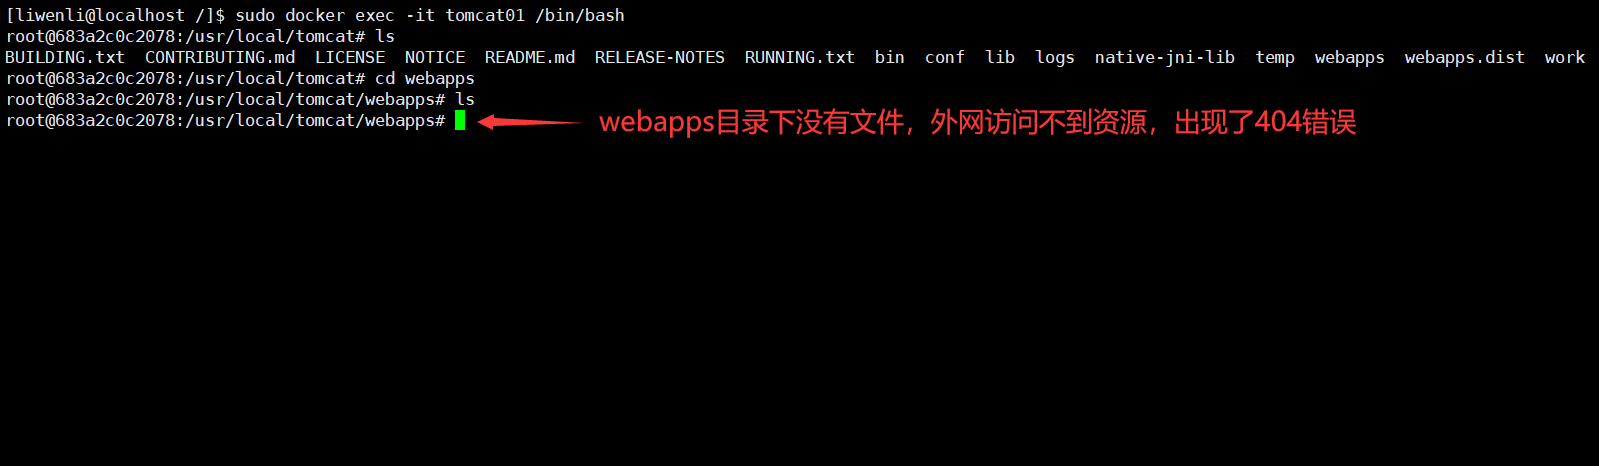 [liwenli@localhost /]$ sudo docker exec -it tomcat01 /bin/bash
root@683a2c0c2078:/usr/local/tomcat# ls
BUILDING.txt  CONTRIBUTING.md  LICENSE  NOTICE  README.md  RELEASE-NOTES  RUNNING.txt  bin  conf  lib  logs  native-jni-lib  temp  webapps  webapps.dist  work
root@683a2c0c2078:/usr/local/tomcat# cd webapps
root@683a2c0c2078:/usr/local/tomcat/webapps# ls
root@683a2c0c2078:/usr/local/tomcat/webapps# webapps目录下没有文件，外网访问不到资源，出现了404错误